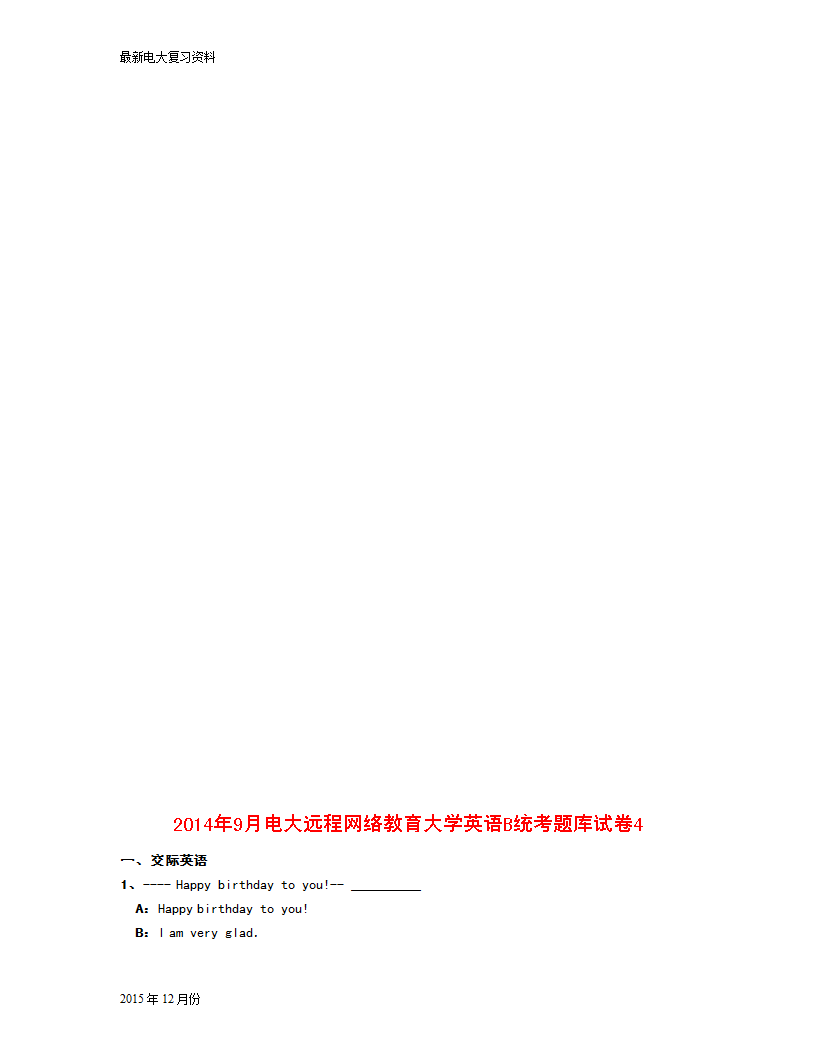 最新电大复习资料
2014年9月电大远程网络教育大学英语B统考题库试卷4
一、交际英语
1、---- Happy birthday to you!-- __________
A：Happy birthday to you!
B：I am very glad.
2015年12月份